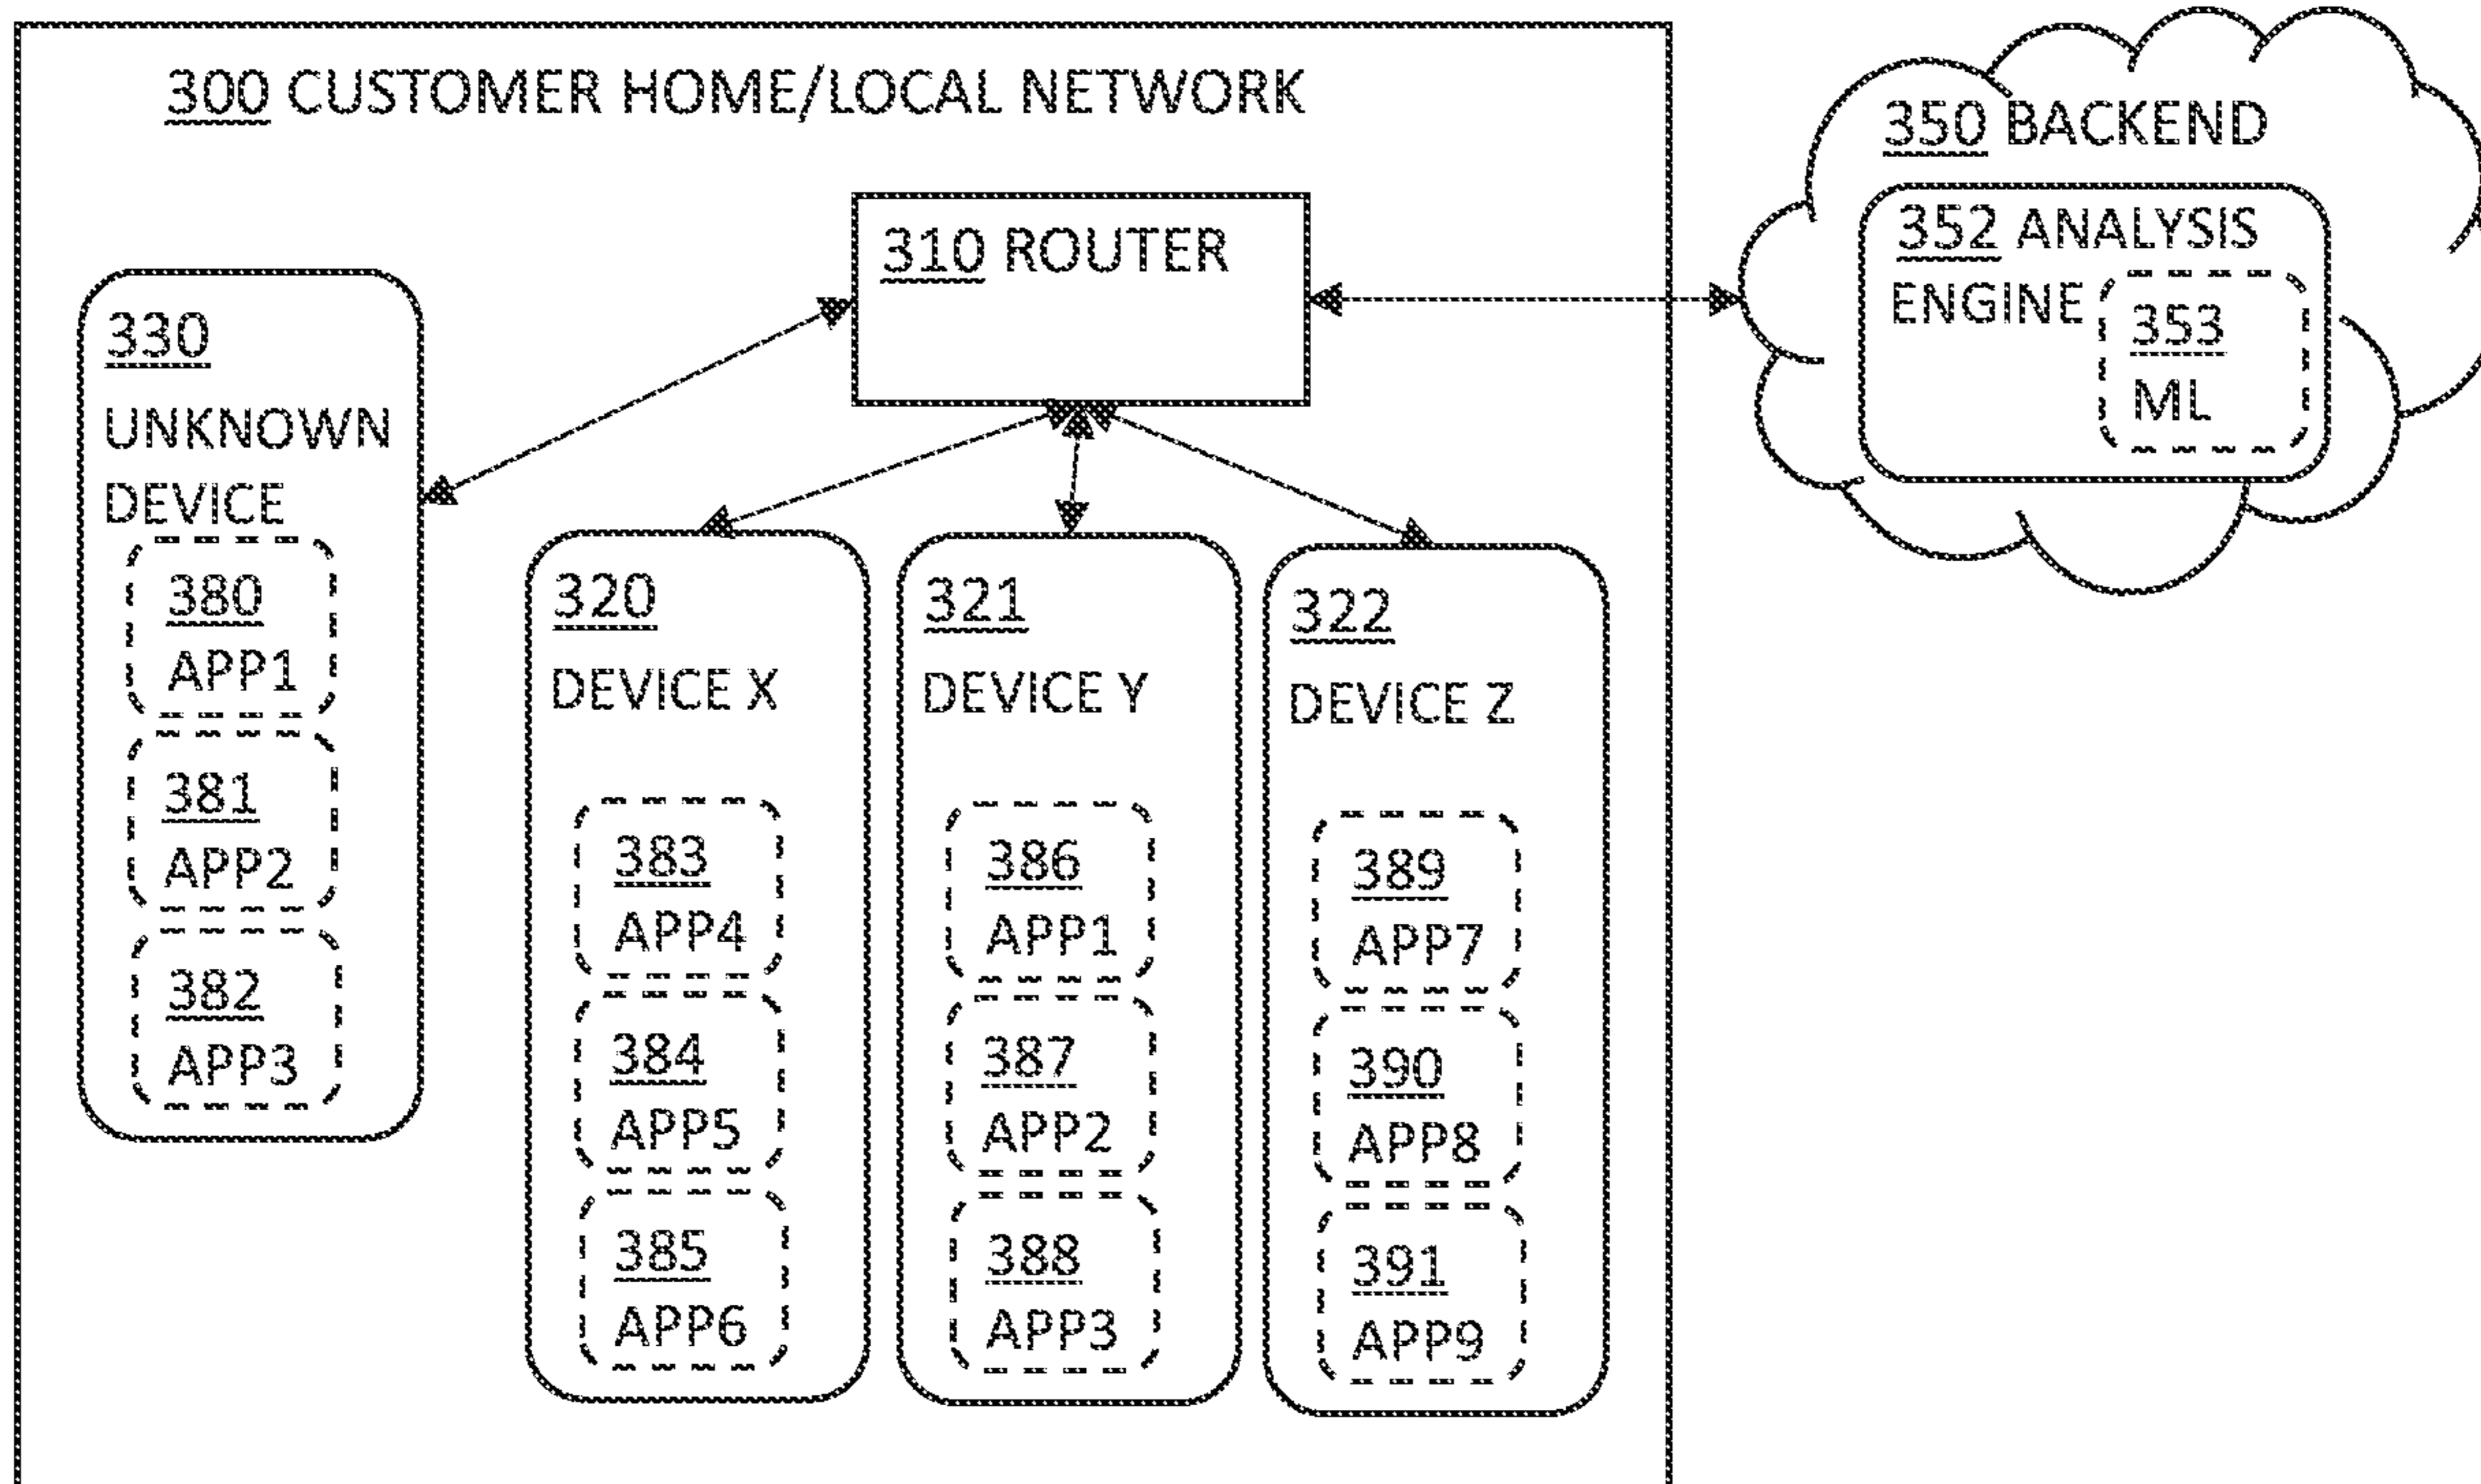 300 CUSTOMER HOME/LOCAL NETWORK
310 ROUTER
330
UNKNOWN
DEVICE
380
APP1
381
APP2
382
APP3
320
DEVICE X
383
APP4
384
APP5
385
APP6
321
DEVICE Y
386
APP1
387
APP2
388
APP3
322
DEVICE Z
389
APP7
390
APP8
391
APP9
350 BACKEND
352 ANALYSIS
ENGINE
353
ML